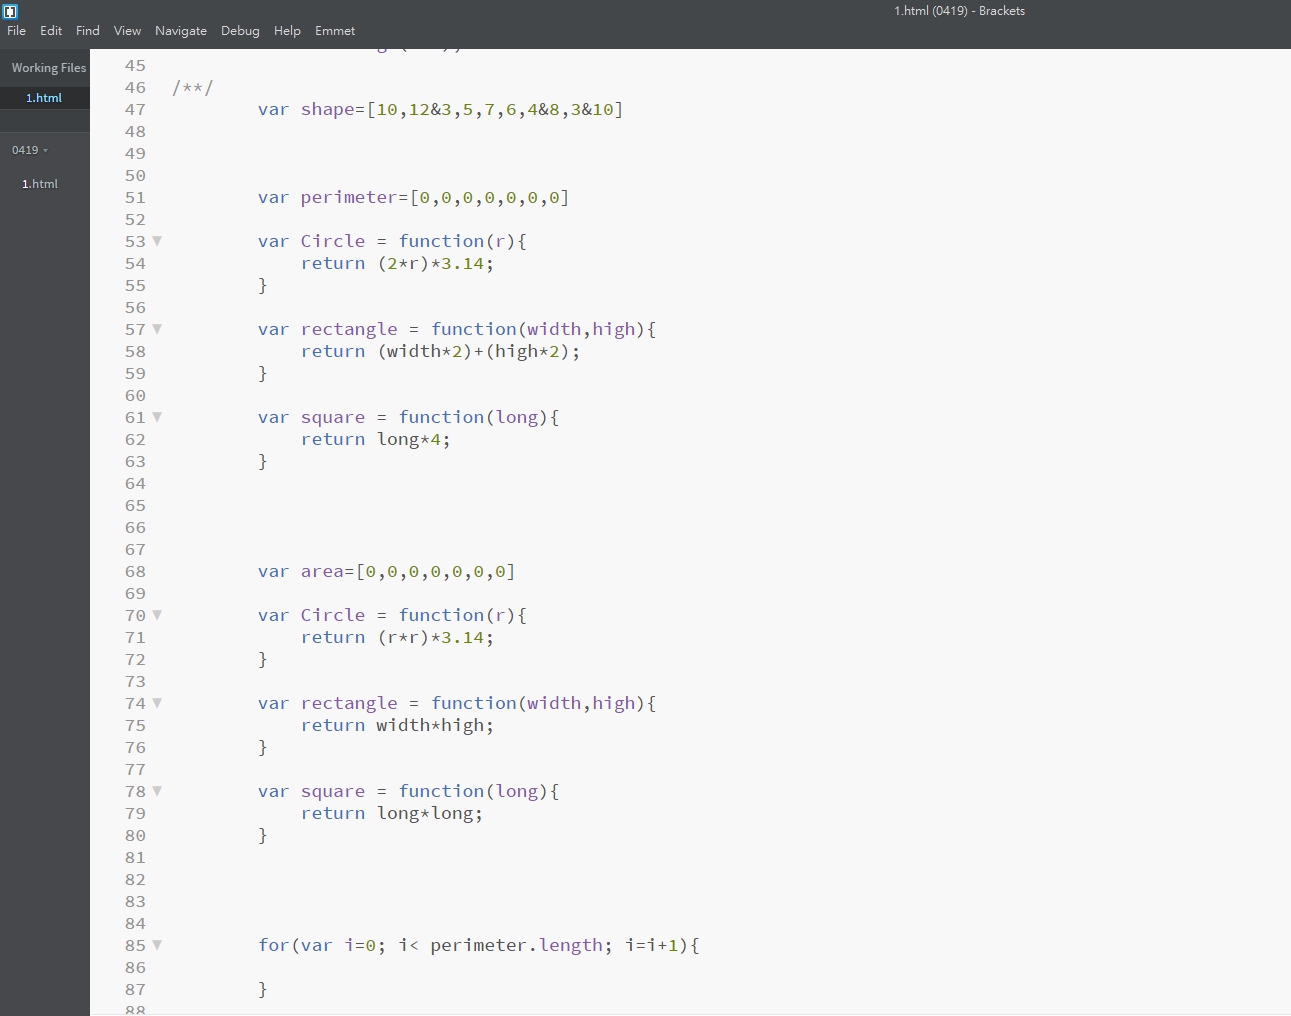 1.html (0419) - Brackets
File Edit Find View Navigate Debug Help Emmet
Working Files
1.html
0419
1.html
45
46 /**/
47 var shape=[10,12&3,5,7,6,4&8,3&10]
48
49
50
51 var perimeter=[0,0,0,0,0,0,0]
52
53 var Circle = function(r){
54 return (2*r)*3.14;
55 }
56
57 var rectangle = function(width,high){
58 return (width*2)+(high*2);
59 }
60
61 var square = function(long){
62 return long*4;
63 }
64
65
66
67
68 var area=[0,0,0,0,0,0,0]
69
70 var Circle = function(r){
71 return (r*r)*3.14;
72 }
73
74 var rectangle = function(width,high){
75 return width*high;
76 }
77
78 var square = function(long){
79 return long*long;
80 }
81
82
83
84
85 for(var i=0; i< perimeter.length; i=i+1){
86
87 }
88